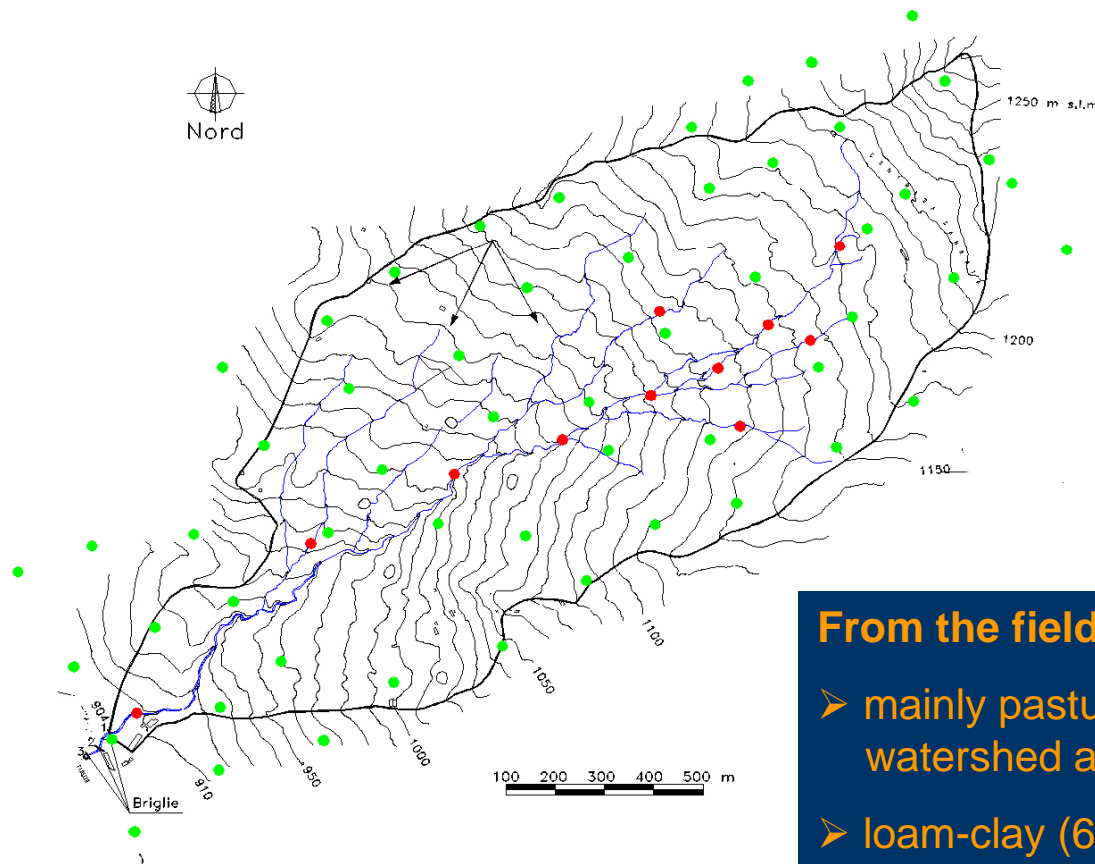 Nord
1250 m s.l.m
1200
1150
1100
1050
1000
950
910
904
Briglie
100 200 300 400 500 m
From the field
➢ mainly pastu
watershed a
➢ loam-clay (6